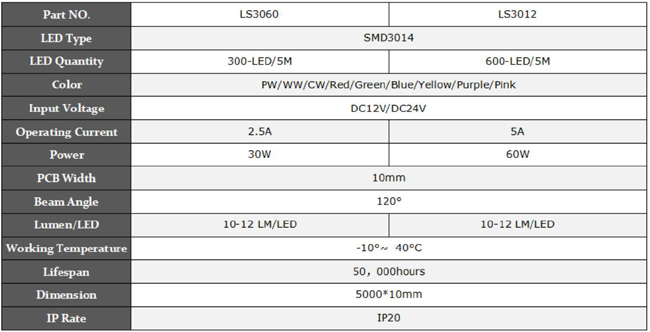 Part NO. LS3060 LS3012
LED Type SMD3014
LED Quantity 300-LED/5M 600-LED/5M
Color PW/WW/CW/Red/Green/Blue/Yellow/Purple/Pink
Input Voltage DC12V/DC24V
Operating Current 2.5A 5A
Power 30W 60W
PCB Width 10mm
Beam Angle 120°
Lumen/LED 10-12 LM/LED 10-12 LM/LED
Working Temperature -10°~ 40°C
Lifespan 50，000hours
Dimension 5000*10mm
IP Rate IP20